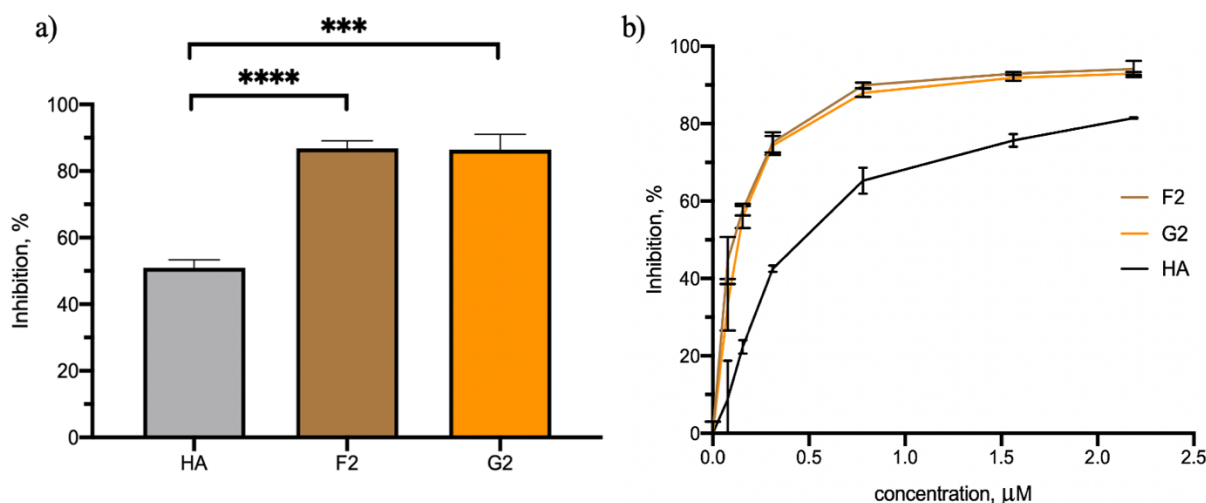 a)
***
****
100
80
60
40
20
0
Inhibition, %
HA F2 G2
b)
100
80
60
40
20
0
Inhibition, %
F2
G2
HA
0.0 0.5 1.0 1.5 2.0 2.5
concentration, μM